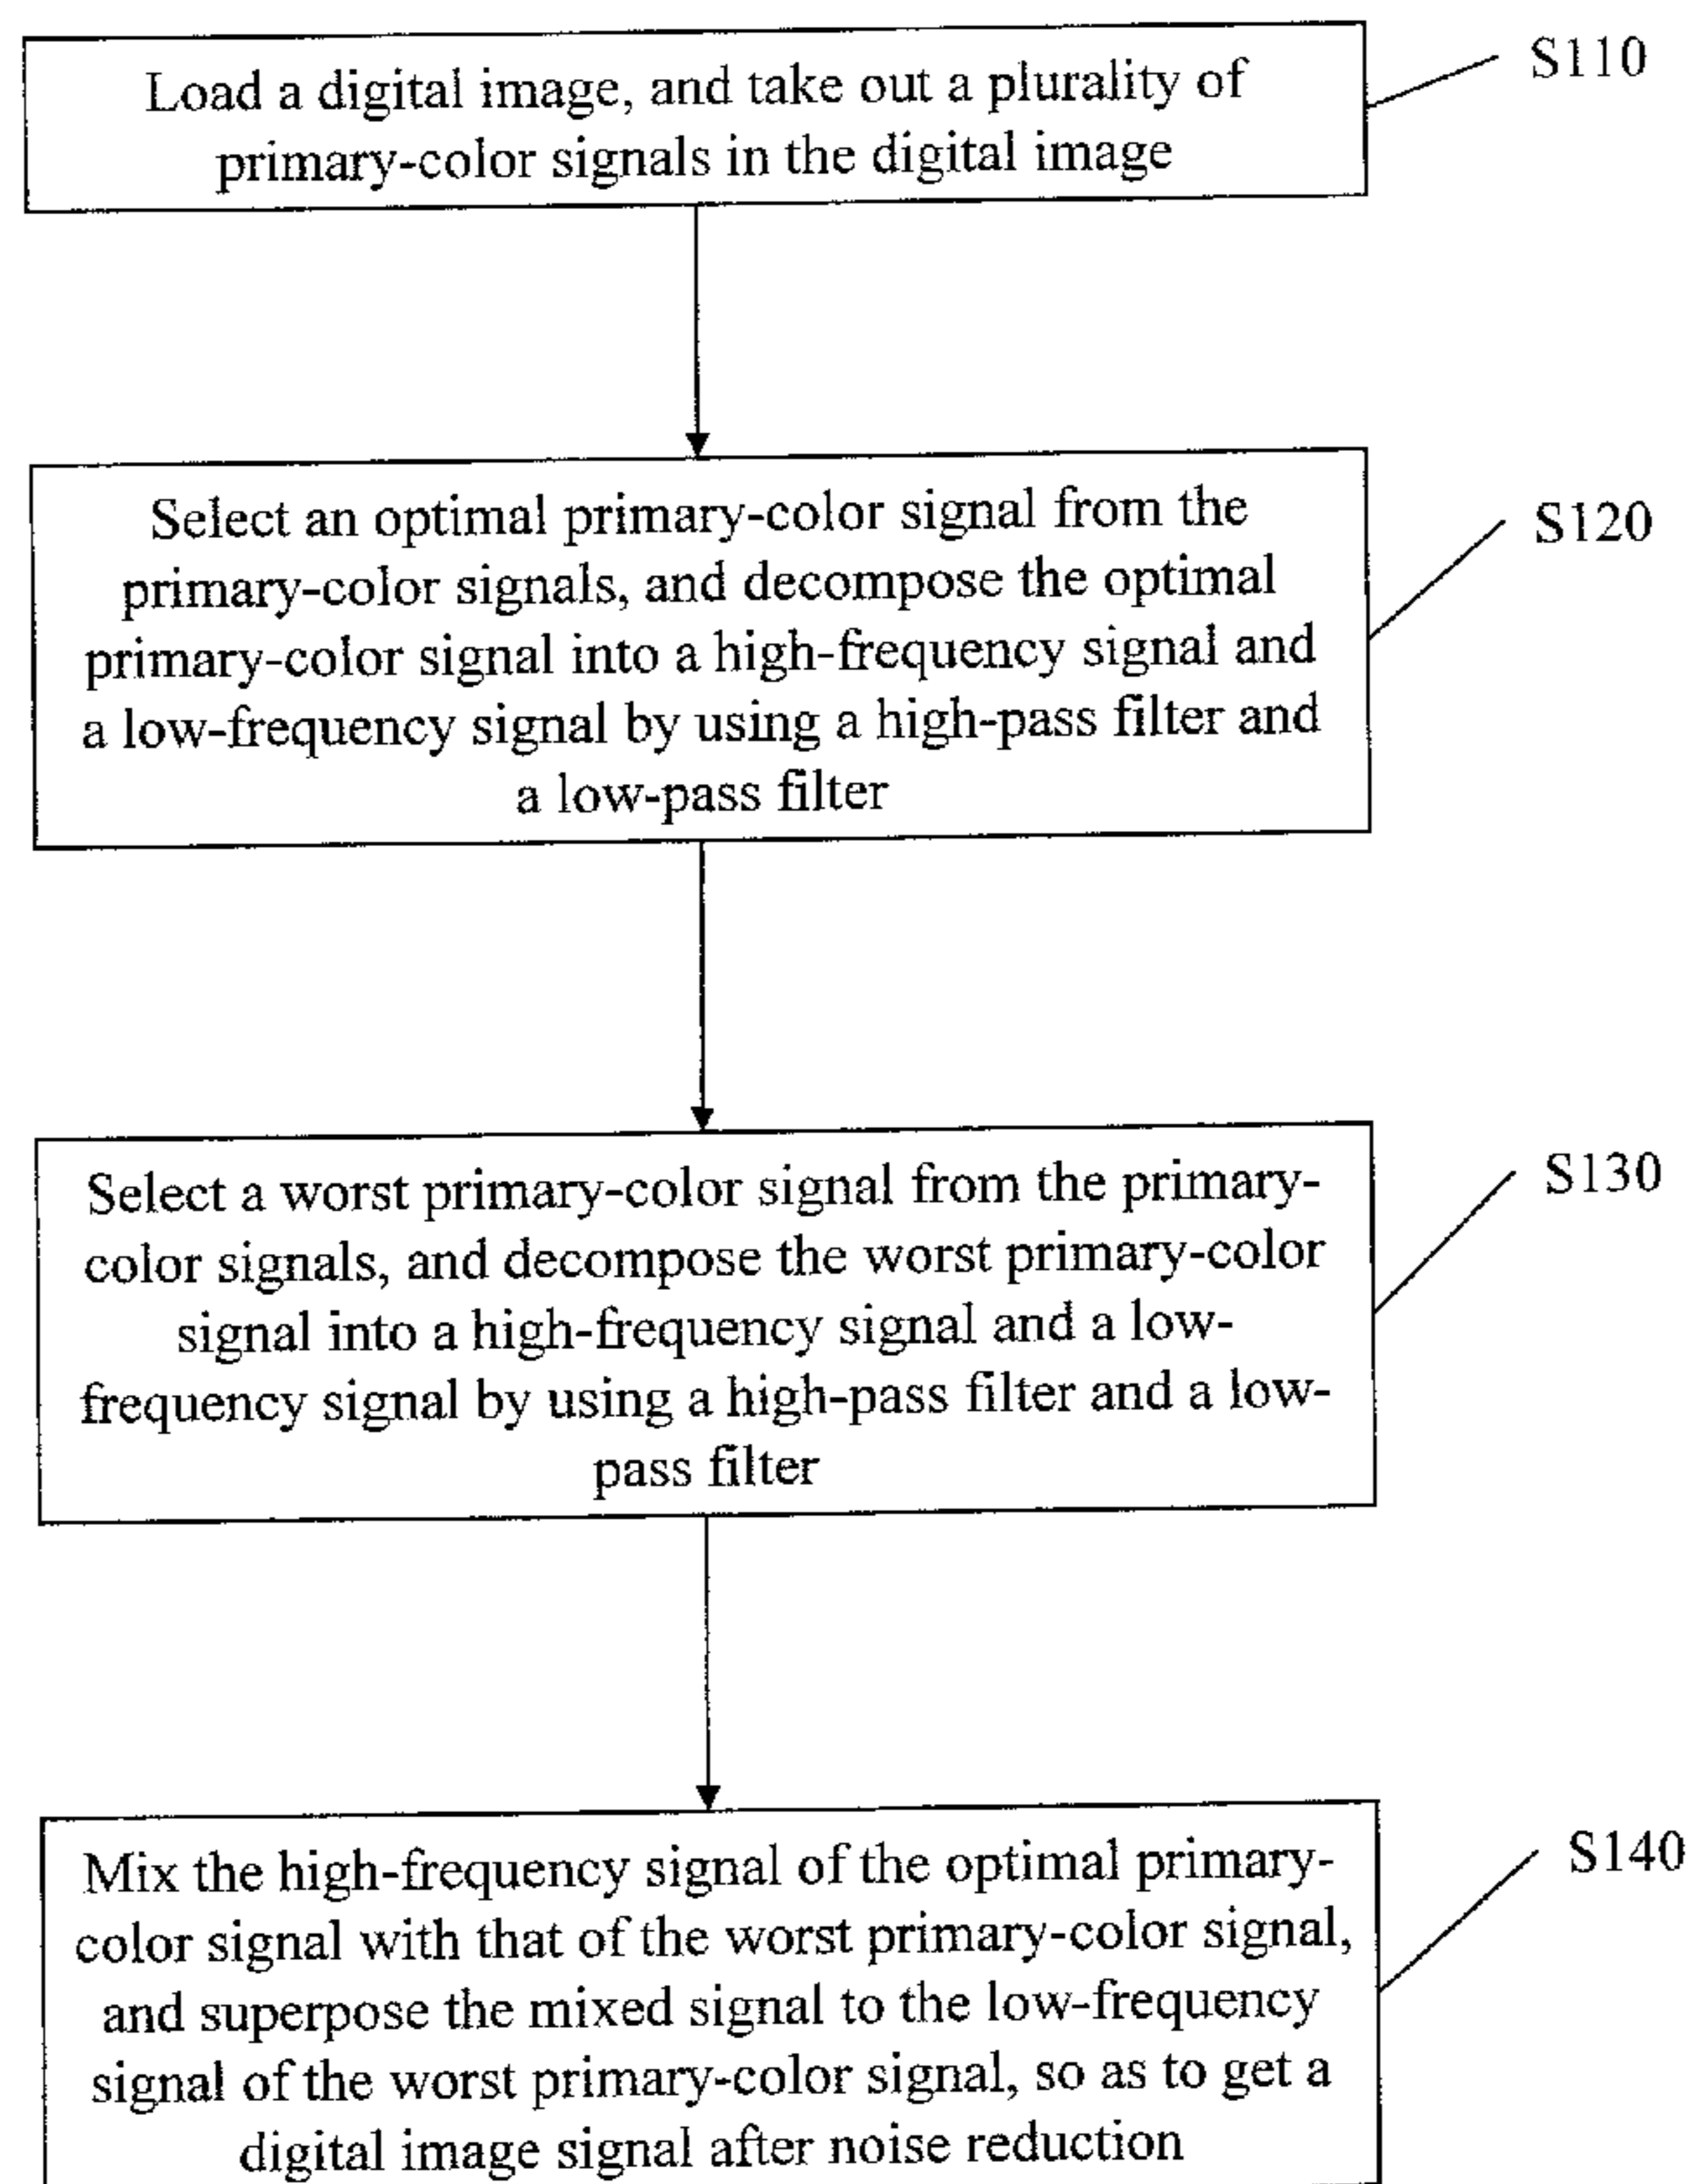 Load a digital image, and take out a plurality of
primary-color signals in the digital image
S110
Select an optimal primary-color signal from the
primary-color signals, and decompose the optimal
primary-color signal into a high-frequency signal and
a low-frequency signal by using a high-pass filter and
a low-pass filter
S120
Select a worst primary-color signal from the primary-
color signals, and decompose the worst primary-color
signal into a high-frequency signal and a low-
frequency signal by using a high-pass filter and a low-
pass filter
S130
Mix the high-frequency signal of the optimal primary-
color signal with that of the worst primary-color signal,
and superpose the mixed signal to the low-frequency
signal of the worst primary-color signal, so as to get a
digital image signal after noise reduction
S140